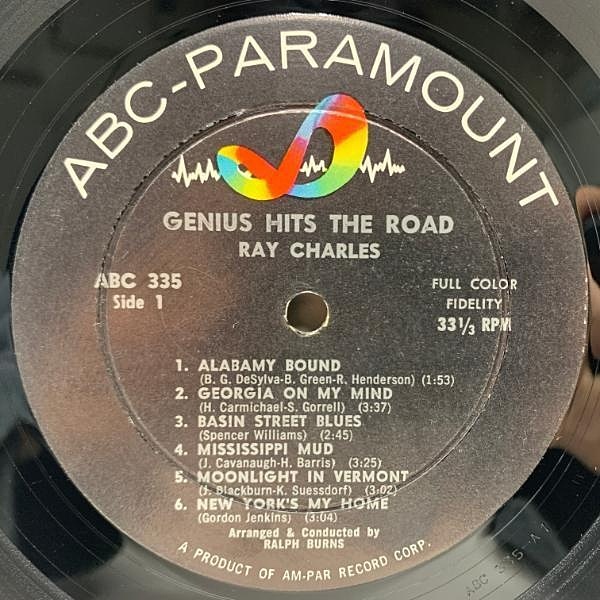 ABC-PARAMOUNT
GENIUS HITS THE ROAD
RAY CHARLES
ABC 335
Side 1
FULL COLOR
FIDELITY
33 1/3 RPM
1. ALABAMY BOUND
(B. G. DeSylva-B. Green-R. Henderson) (1:53)
2. GEORGIA ON MY MIND
(H. Carmichael-S. Gorrell) (3:37)
3. BASIN STREET BLUES
(Spencer Williams) (2:45)
4. MISSISSIPPI MUD
(J. Cavanaugh-H. Barris) (3:25)
5. MOONLIGHT IN VERMONT
(J. Blackburn-K. Suessdorf) (3:02)
6. NEW YORK'S MY HOME
(Gordon Jenkins) (3:04)
Arranged & Conducted by
RALPH BURNS
A PRODUCT OF AM-PAR RECORD CORP.
ABC 335 A